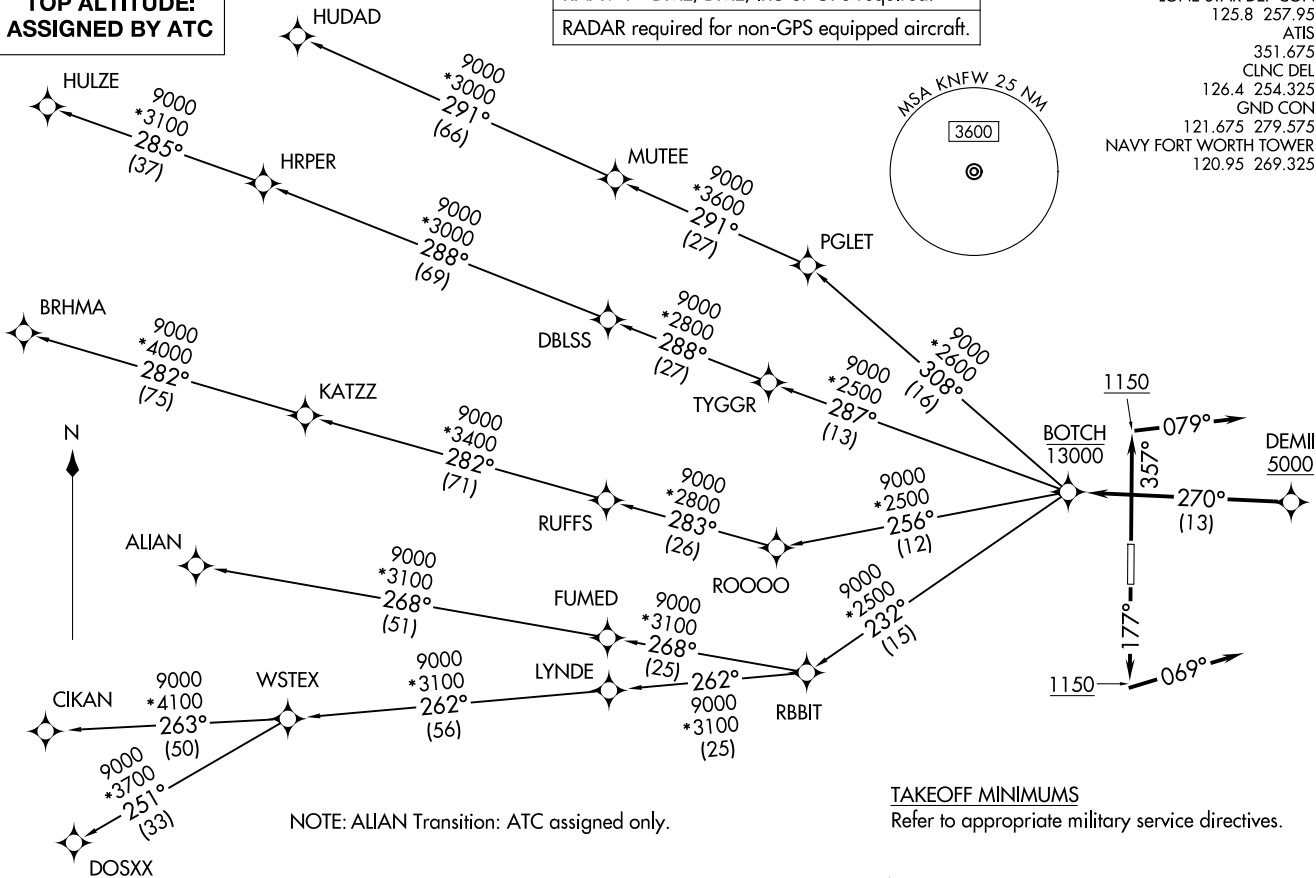 TOP ALTITUDE:
ASSIGNED BY ATC
RADAR required for non-GPS equipped aircraft.
125.8 257.95
ATIS
351.675
CLNC DEL
126.4 254.325
GND CON
121.675 279.575
NAVY FORT WORTH TOWER
120.95 269.325
MSA KNFW 25 NM
3600
HUDAD
9000
*3000
291°
(66)
HULZE
9000
*3100
285°
(37)
HRPER
MUTEE
9000
*3600
291°
(27)
PGLET
9000
*3000
288°
(69)
BRHMA
9000
*4000
282°
(75)
DBLSS
9000
*2800
288°
(27)
TYGGR
9000
*2500
287°
(13)
9000
*2600
308°
(16)
KATZZ
9000
*3400
282°
(71)
1150
079°
BOTCH
13000
357°
DEMIL
5000
270°
(13)
N
RUFFS
9000
*2800
283°
(26)
ROOOO
9000
*2500
256°
(12)
ALIAN
9000
*3100
268°
(51)
FUMED
9000
*3100
268°
(25)
9000
*2500
232°
(15)
177°
1150
069°
CIKAN
9000
*4100
263°
(50)
WSTEX
9000
*3100
262°
(56)
LYNDE
262°
9000
*3100
(25)
RBBIT
9000
*3700
251°
(33)
DOSXX
NOTE: ALIAN Transition: ATC assigned only.
TAKEOFF MINIMUMS
Refer to appropriate military service directives.